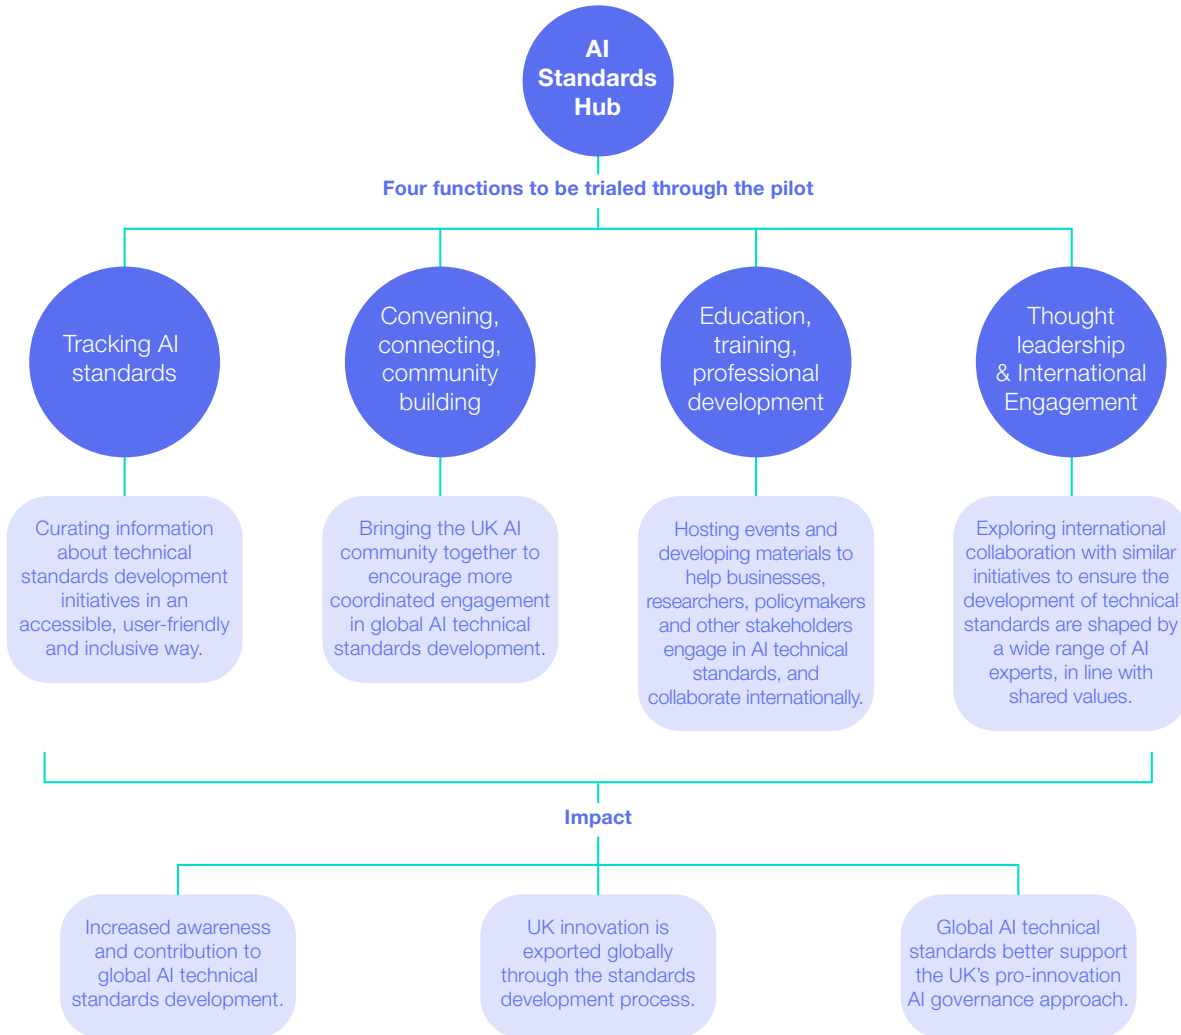 AI
Standards
Hub
Four functions to be trialed through the pilot
Tracking AI
standards
Convening,
connecting,
community
building
Education,
training,
professional
development
Thought
leadership
& International
Engagement
Curating information
about technical
standards development
initiatives in an
accessible, user-friendly
and inclusive way.
Bringing the UK AI
community together to
encourage more
coordinated engagement
in global AI technical
standards development.
Hosting events and
developing materials to
help businesses,
researchers, policymakers
and other stakeholders
engage in AI technical
standards, and
collaborate internationally.
Exploring international
collaboration with similar
initiatives to ensure the
development of technical
standards are shaped by
a wide range of AI
experts, in line with
shared values.
Impact
Increased awareness
and contribution to
global AI technical
standards development.
UK innovation is
exported globally
through the standards
development process.
Global AI technical
standards better support
the UK’s pro-innovation
AI governance approach.